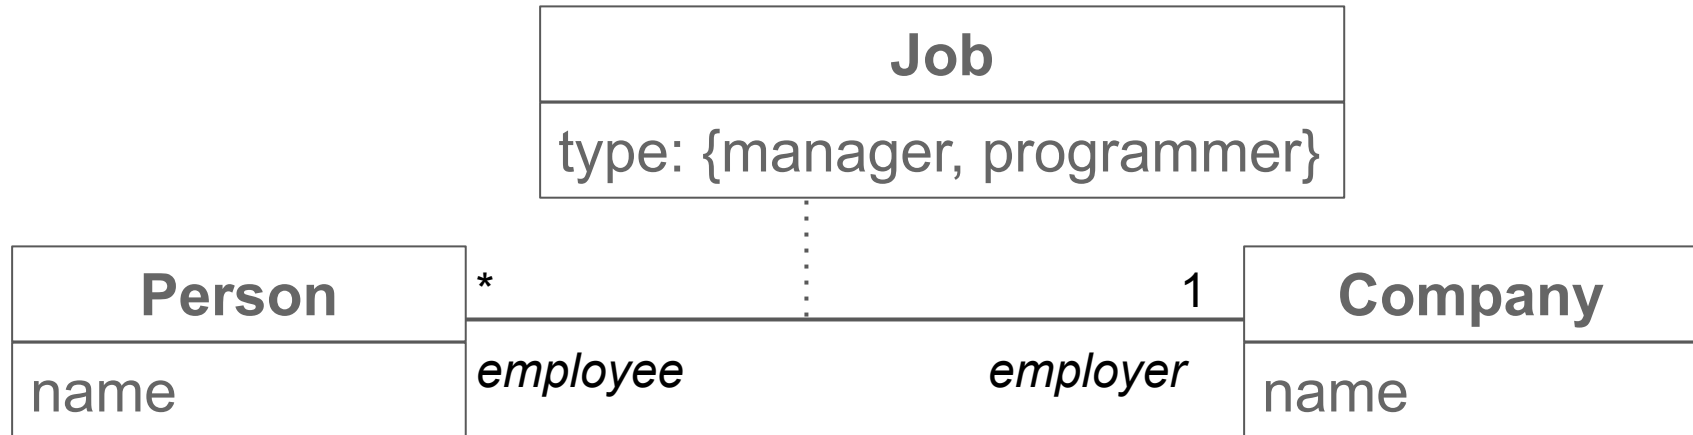 Job
type: {manager, programmer}
Person
*
1
Company
name
employee
employer
name